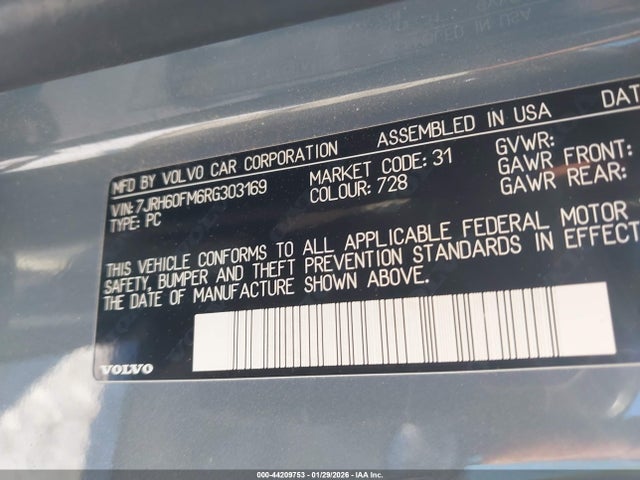 MFD BY VOLVO CAR CORPORATION ASSEMBLED IN USA DAT
VIN: 7JRH60FM6RG303169 MARKET CODE: 31 GVWR:
TYPE: PC COLOUR: 728 GAWR FRONT:
GAWR REAR:
THIS VEHICLE CONFORMS TO ALL APPLICABLE FEDERAL MOTOR
SAFETY, BUMPER AND THEFT PREVENTION STANDARDS IN EFFECT
THE DATE OF MANUFACTURE SHOWN ABOVE.
VOLVO
000-44209753 - 01/29/2026 - IAA Inc.